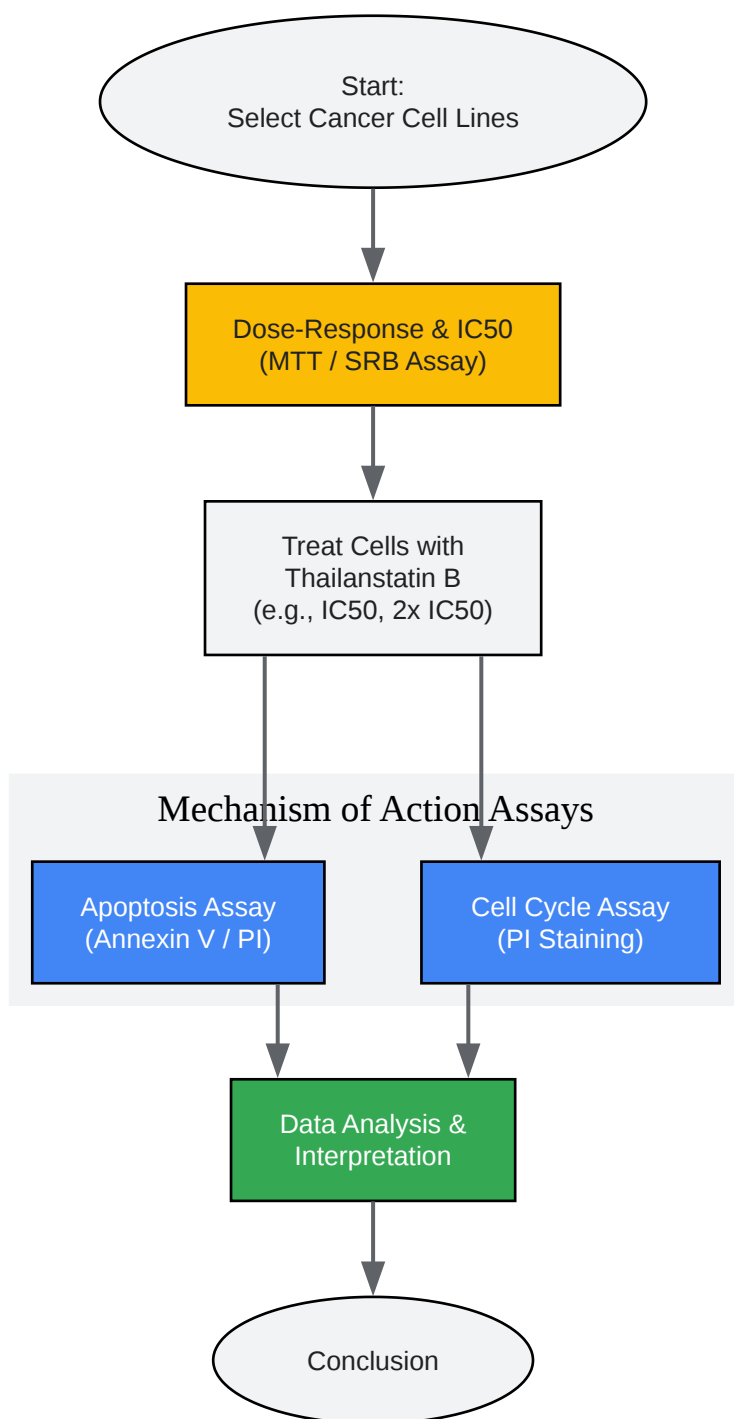 Start:
Select Cancer Cell Lines
Dose-Response & IC50
(MTT / SRB Assay)
Treat Cells with
Thailanstatin B
(e.g., IC50, 2x IC50)
Mechanism of Action Assays
Apoptosis Assay
(Annexin V / PI)
Cell Cycle Assay
(PI Staining)
Data Analysis &
Interpretation
Conclusion